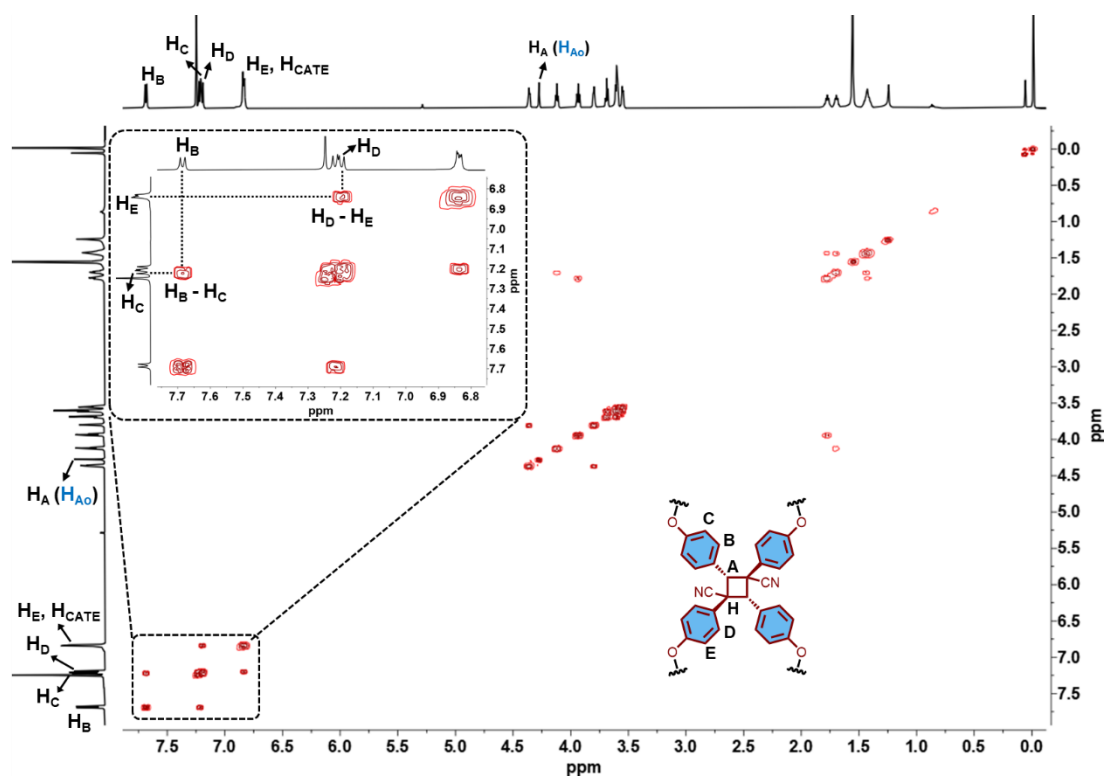 H_B
H_C
H_D
H_E, H_CATE
H_A (H_Ao)
H_B
H_D
H_E
H_D - H_E
H_C
H_B - H_C
6.8
6.9
7.0
7.1
7.2
7.3
7.4
7.5
7.6
7.7
ppm
7.7 7.6 7.5 7.4 7.3 7.2 7.1 7.0 6.9 6.8
ppm
H_A (H_Ao)
H_E, H_CATE
H_D
H_C
H_B
O
O
C
B
A
NC
CN
H
D
E
O
O
0.0
0.5
1.0
1.5
2.0
2.5
3.0
3.5
4.0
4.5
5.0
5.5
6.0
6.5
7.0
7.5
ppm
7.5 7.0 6.5 6.0 5.5 5.0 4.5 4.0 3.5 3.0 2.5 2.0 1.5 1.0 0.5 0.0
ppm